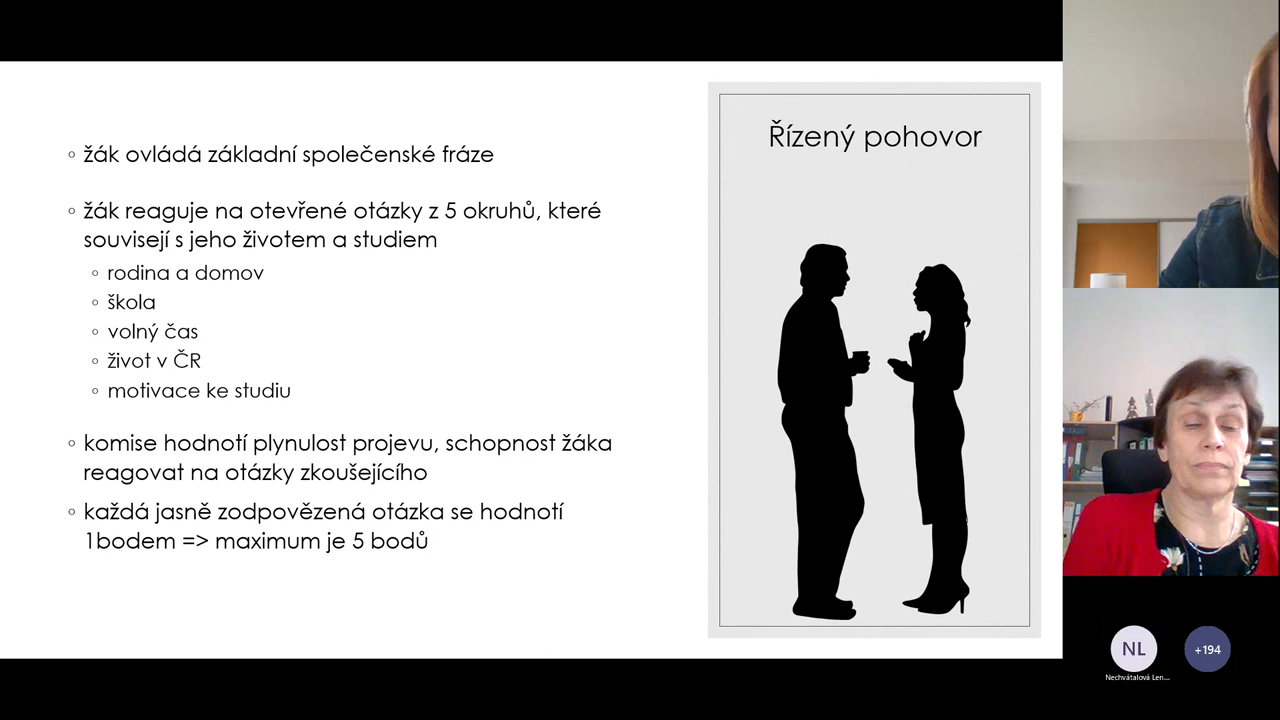 ◦ žák ovládá základní společenské fráze
◦ žák reaguje na otevřené otázky z 5 okruhů, které
souvisejí s jeho životem a studiem
◦ rodina a domov
◦ škola
◦ volný čas
◦ život v ČR
◦ motivace ke studiu
◦ komise hodnotí plynulost projevu, schopnost žáka
reagovat na otázky zkoušejícího
◦ každá jasně zodpovězená otázka se hodnotí
1bodem => maximum je 5 bodů
Řízený pohovor
NL
+194
Nechvátalová Len...